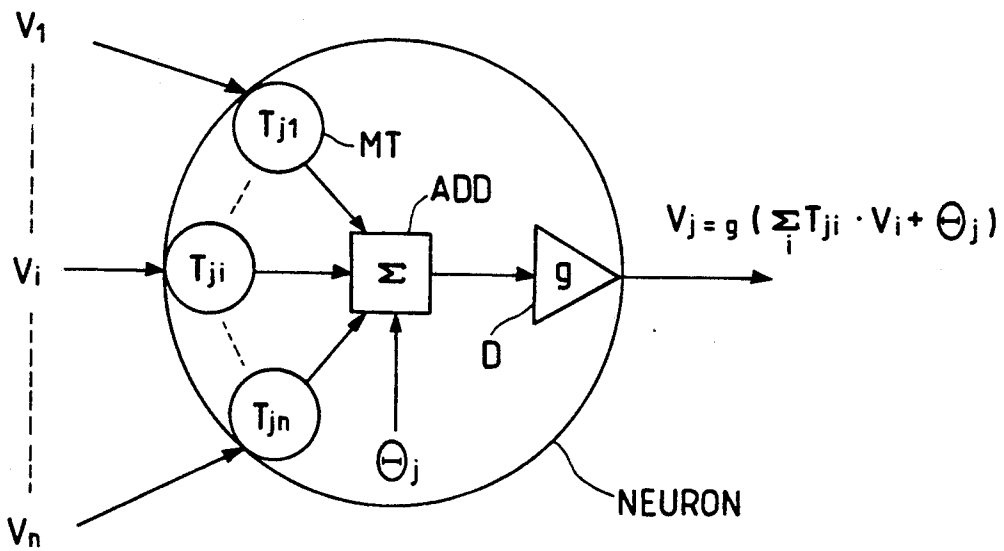 V1
Tj1
MT
ADD
Vj = g ( Σi Tji · Vi + Θj )
Vi
Tji
Σ
g
D
Tjn
Θj
NEURON
Vn